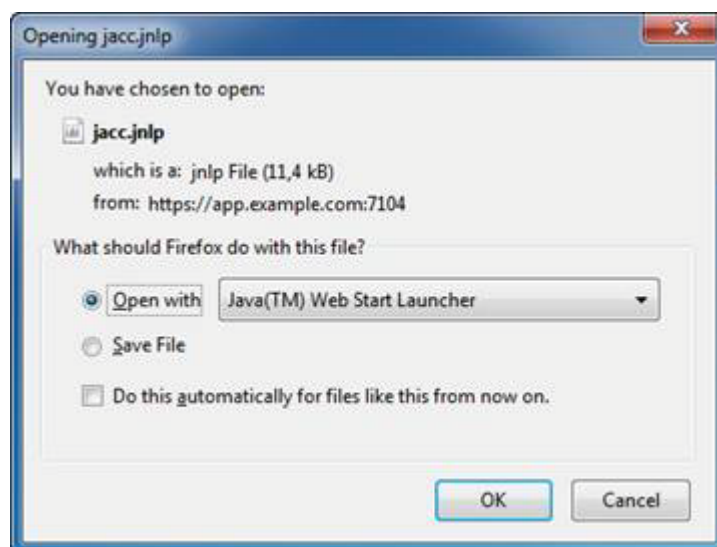 Opening jacc.jnlp
You have chosen to open:
jacc.jnlp
which is a: jnlp File (11,4 kB)
from: https://app.example.com:7104
What should Firefox do with this file?
Open with Java(TM) Web Start Launcher
Save File
Do this automatically for files like this from now on.
OK Cancel